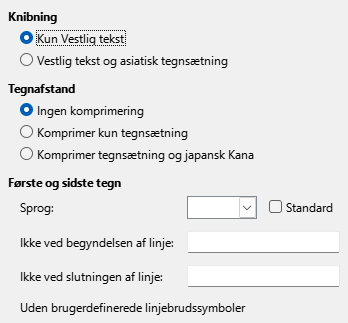 Knibning
Kun Vestlig tekst
Vestlig tekst og asiatisk tegnsætning
Tegnafstand
Ingen komprimering
Komprimer kun tegnsætning
Komprimer tegnsætning og japansk Kana
Første og sidste tegn
Sprog: Standard
Ikke ved begyndelsen af linje:
Ikke ved slutningen af linje:
Uden brugerdefinerede linjebrudssymboler